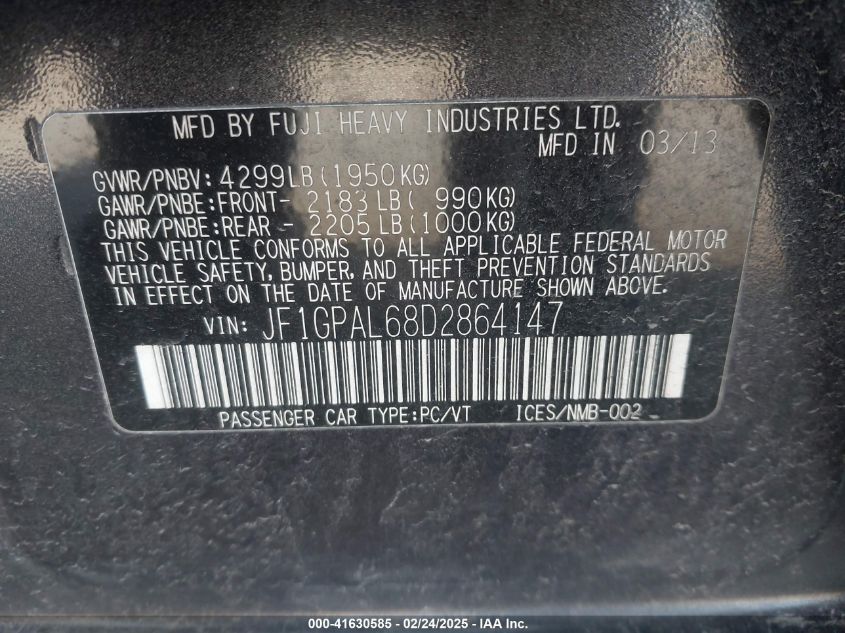 MFD BY FUJI HEAVY INDUSTRIES LTD.
MFD IN 03/13
GVWR/PNBV: 4299LB(1950KG)
GAWR/PNBE:FRONT- 2183LB( 990KG)
GAWR/PNBE:REAR - 2205LB(1000KG)
THIS VEHICLE CONFORMS TO ALL APPLICABLE FEDERAL MOTOR
VEHICLE SAFETY, BUMPER, AND THEFT PREVENTION STANDARDS
IN EFFECT ON THE DATE OF MANUFACTURE SHOWN ABOVE.
VIN: JF1GPAL68D2864147
PASSENGER CAR TYPE:PC/VT ICES/NMB-002
000-41630585 - 02/24/2025 - IAA Inc.